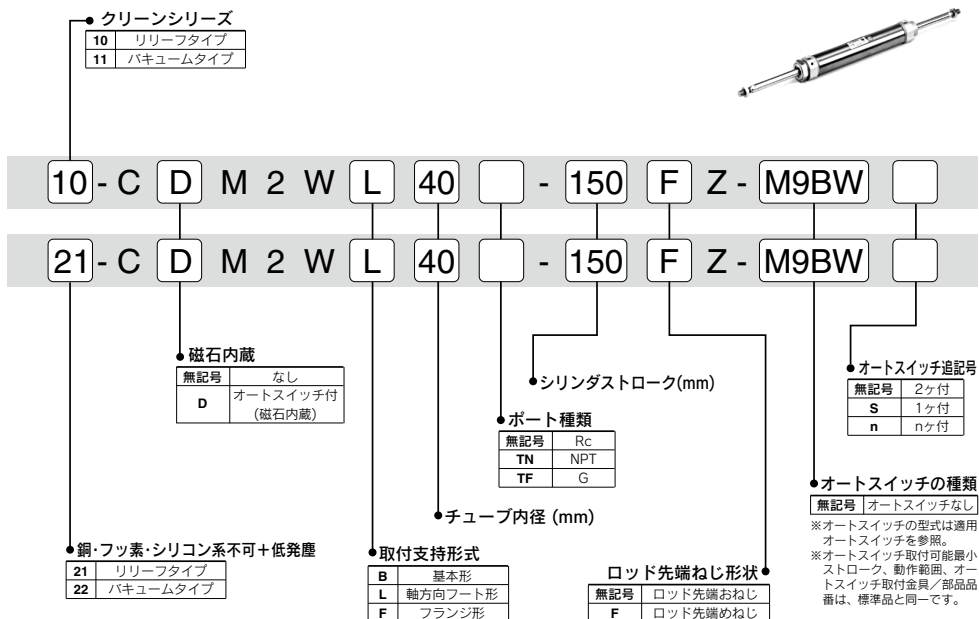 クリーンシリーズ
10 リリーフタイプ
11 バキュームタイプ
10 - C D M 2 W L 40 - 150 F Z - M9BW
21 - C D M 2 W L 40 - 150 F Z - M9BW
磁石内蔵
無記号 なし
D オートスイッチ付
(磁石内蔵)
シリンダストローク(mm)
オートスイッチ追記号
無記号 2ヶ付
S 1ヶ付
n nヶ付
ポート種類
無記号 Rc
TN NPT
TF G
オートスイッチの種類
無記号 オートスイッチなし
※オートスイッチの型式は適用
オートスイッチを参照。
※オートスイッチ取付可能最小
ストローク、動作範囲、オー
トスイッチ取付金具／部品品
番は、標準品と同一です。
チューブ内径 (mm)
銅・フッ素・シリコン系不可＋低発塵
21 リリーフタイプ
22 バキュームタイプ
取付支持形式
B 基本形
L 軸方向フート形
F フランジ形
ロッド先端ねじ形状
無記号 ロッド先端おねじ
F ロッド先端めねじ